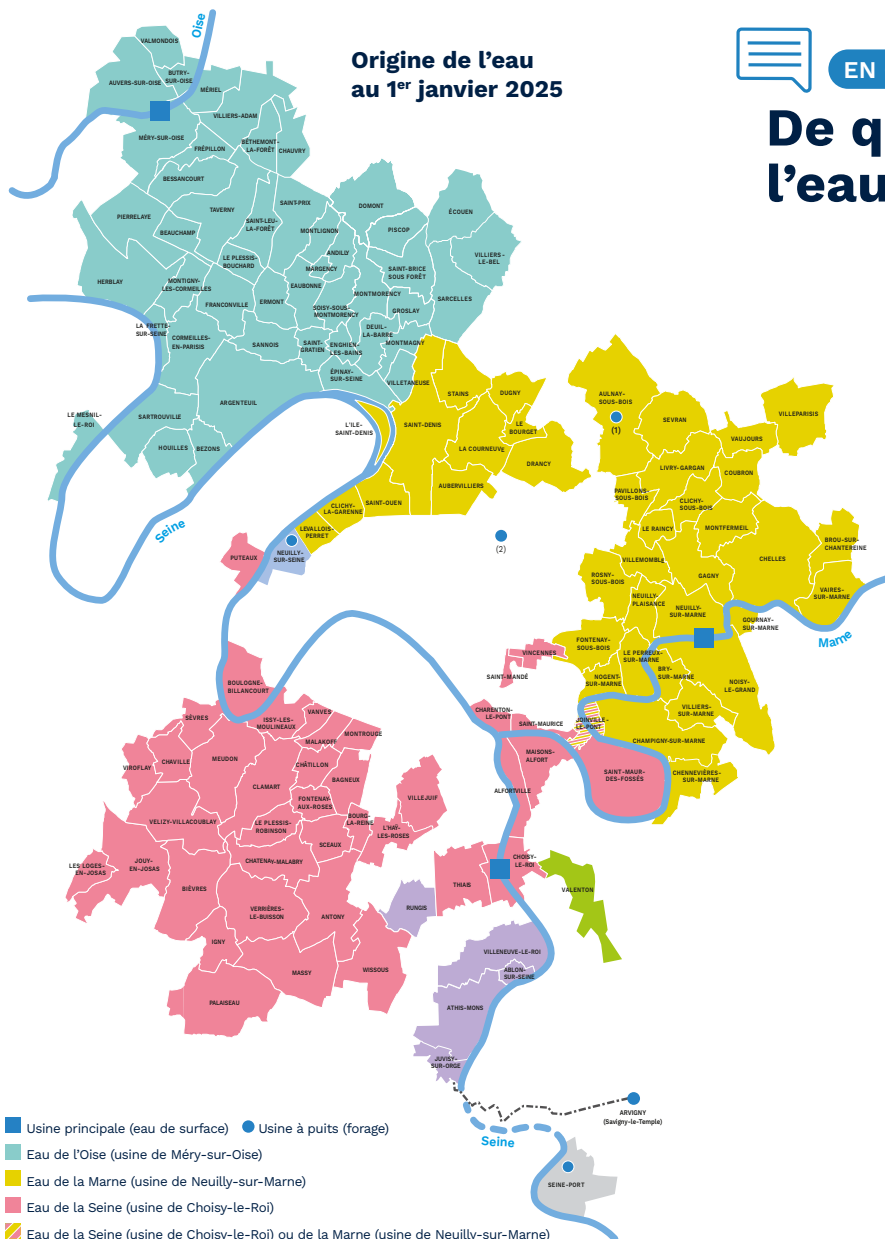 Oise
Origine de l'eau
au 1er janvier 2025
EN
De q
l'eau
VALMONDOIS
AUVERS-SUR-OISE
BUTRY-
SUR-OISE
MÉRIEL
VILLIERS-ADAM
MÉRY-SUR-OISE
FRÉPILLON
BÉTHEMONT-
LA-FORÊT
CHAUVRY
BESSANCOURT
PIERRELAYE
TAVERNY
SAINT-PRIX
DOMONT
ÉCOUEN
BEAUCHAMP
SAINT-LEU-
LA-FORÊT
MONTLIGNON
PISCOP
ANDILLY
VILLIERS-
LE-BEL
LE PLESSIS-
BOUCHARD
MARGENCY
SAINT-BRICE
SOUS FORÊT
HERBLAY
MONTIGNY-
LES-CORMEILLES
EAUBONNE
MONTMORENCY
SARCELLES
FRANCONVILLE
ERMONT
SOISY-SOUS-
MONTMORENCY
GROSLAY
LA FRETTE-
SUR-SEINE
CORMEILLES-
EN-PARISIS
SANNOIS
SAINT-
GRATIEN
ENGHIEN-
LES-BAINS
DEUIL-
LA-BARRE
MONTMAGNY
ÉPINAY-
SUR-SEINE
VILLETANEUSE
ARGENTEUIL
LE MESNIL-
LE-ROI
SARTROUVILLE
HOUILLES
BEZONS
L'ILE-
SAINT-DENIS
SAINT-DENIS
STAINS
DUGNY
LE
BOURGET
LA COURNEUVE
DRANCY
AUBERVILLIERS
SAINT-OUEN
CLICHY-
LA-GARENNE
LEVALLOIS-
PERRET
NEUILLY-
SUR-SEINE
PUTEAUX
Seine
(2)
AULNAY-
SOUS-BOIS
(1)
SEVRAN
VILLEPARISIS
VAUJOURS
LIVRY-GARGAN
COUBRON
PAVILLONS-
SOUS-BOIS
CLICHY-
SOUS-BOIS
LE RAINCY
MONTFERMEIL
BROU-SUR-
CHANTEREINE
CHELLES
VILLEMOMBLE
GAGNY
ROSNY-
SOUS-BOIS
VAIRES-
SUR-MARNE
NEUILLY-
PLAISANCE
NEUILLY-
SUR-MARNE
GOURNAY-
SUR-MARNE
Marne
FONTENAY-
SOUS-BOIS
LE PERREUX-
SUR-MARNE
VINCENNES
SAINT-MANDÉ
NOGENT-
SUR-MARNE
BRY-
SUR-MARNE
NOISY-
LE-GRAND
VILLIERS-
SUR-MARNE
CHARENTON-
LE-PONT
SAINT-MAURICE
JOINVILLE-
LE-PONT
CHAMPIGNY-SUR-MARNE
MAISONS-
ALFORT
SAINT-MAUR-
DES-FOSSÉS
CHENNEVIÈRES-
SUR-MARNE
ALFORTVILLE
BOULOGNE-
BILLANCOURT
SÈVRES
ISSY-LES-
MOULINEAUX
VANVES
MALAKOFF
MONTROUGE
VIROFLAY
CHAVILLE
MEUDON
CHÂTILLON
CLAMART
BAGNEUX
VILLEJUIF
FONTENAY-
AUX-ROSES
VELIZY-VILLACOUBLAY
LE PLESSIS-
ROBINSON
BOURG-
LA-REINE
L'HAŸ-
LES-ROSES
SCEAUX
LES LOGES-
EN-JOSAS
JOUY-
EN-JOSAS
CHATENAY-MALABRY
CHOISY-
LE-ROI
BIÈVRES
THIAIS
VALENTON
VERRIÈRES-
LE-BUISSON
ANTONY
RUNGIS
IGNY
VILLENEUVE-LE-ROI
MASSY
WISSOUS
ABLON-
SUR-SEINE
PALAISEAU
ATHIS-MONS
JUVISY-
SUR-ORGE
ARVIGNY
(Savigny-le-Temple)
Seine
SEINE-PORT
Usine principale (eau de surface)
Usine à puits (forage)
Eau de l'Oise (usine de Méry-sur-Oise)
Eau de la Marne (usine de Neuilly-sur-Marne)
Eau de la Seine (usine de Choisy-le-Roi)
Eau de la Seine (usine de Choisy-le-Roi) ou de la Marne (usine de Neuilly-sur-Marne)